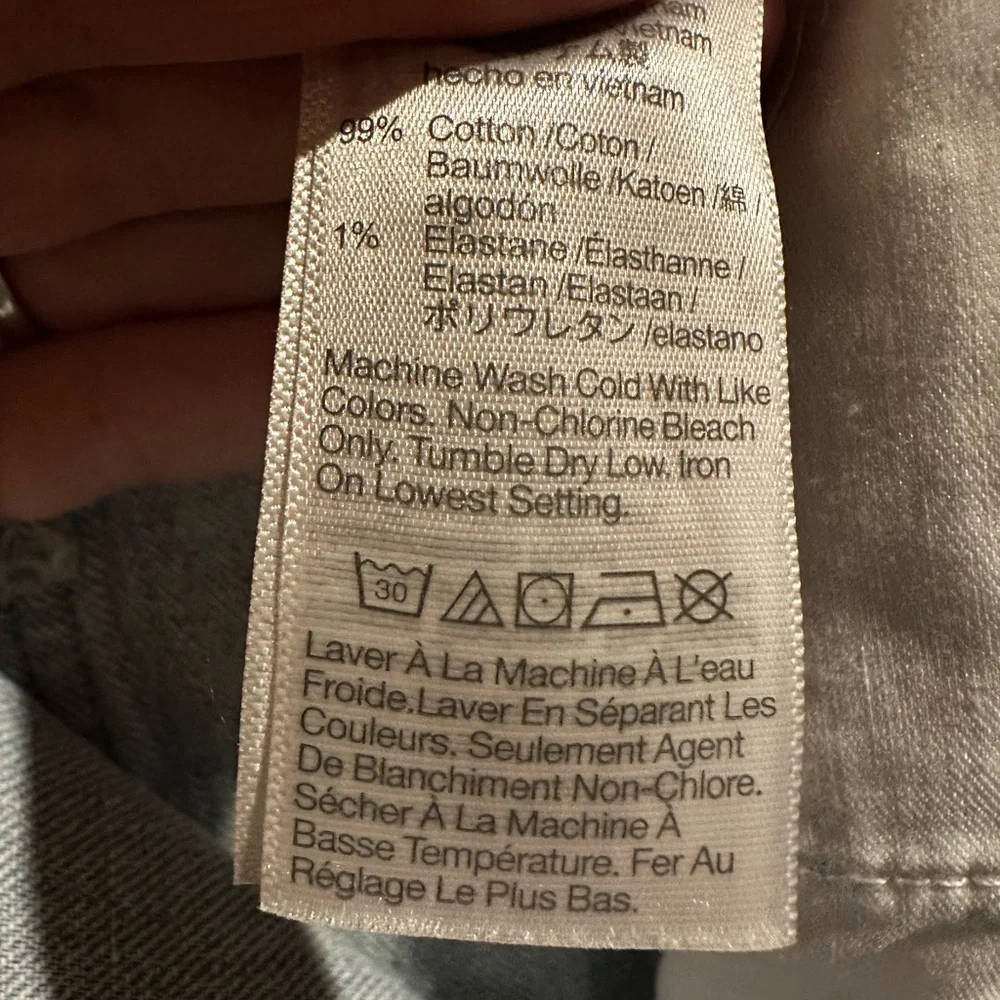 etnam
ム製
hecho en vietnam
99% Cotton /Coton /
Baumwolle /Katoen /綿 /
algodón
1% Elastane /Élasthanne /
Elastan /Elastaan /
ポリウレタン /elastano
Machine Wash Cold With Like
Colors. Non-Chlorine Bleach
Only. Tumble Dry Low. Iron
On Lowest Setting.
30
Laver À La Machine À L'eau
Froide.Laver En Séparant Les
Couleurs. Seulement Agent
De Blanchiment Non-Chlore.
Sécher À La Machine À
Basse Température. Fer Au
Réglage Le Plus Bas.